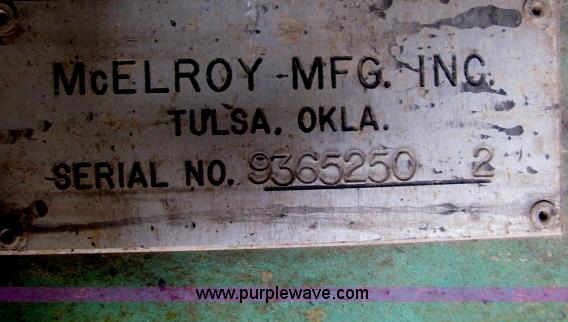 McELROY MFG. INC.
TULSA, OKLA.
SERIAL NO. 9365250 2
www.purplewave.com